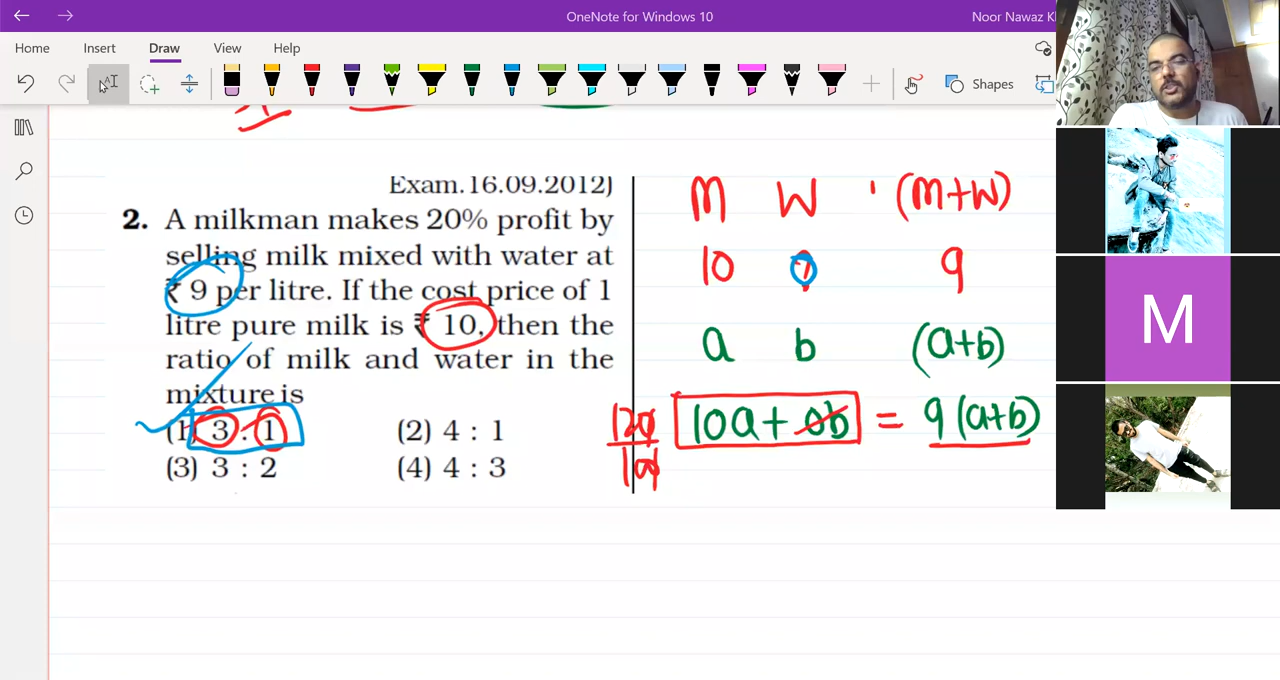 OneNote for Windows 10
Noor Nawaz K
Home Insert Draw View Help
Shapes
Exam.16.09.2012)
2. A milkman makes 20% profit by
selling milk mixed with water at
₹ 9 per litre. If the cost price of 1
litre pure milk is ₹ 10, then the
ratio of milk and water in the
mixture is
(1) 3 : 1 (2) 4 : 1
(3) 3 : 2 (4) 4 : 3
M W (M+W)
10 9
a b (a+b)
120/100 10a + 0b = 9 (a+b)
M